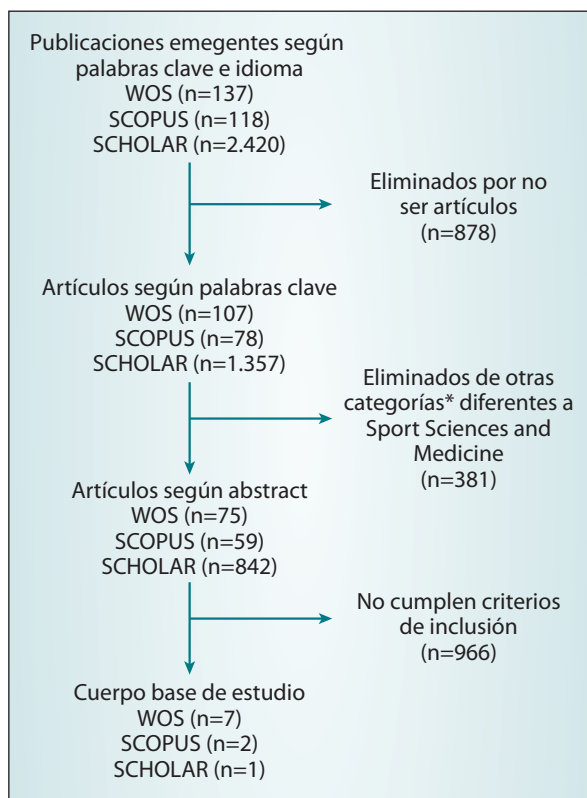 Publicaciones emegentes según
palabras clave e idioma
WOS (n=137)
SCOPUS (n=118)
SCHOLAR (n=2.420)
Eliminados por no
ser artículos
(n=878)
Artículos según palabras clave
WOS (n=107)
SCOPUS (n=78)
SCHOLAR (n=1.357)
Eliminados de otras
categorías* diferentes a
Sport Sciences and
Medicine
(n=381)
Artículos según abstract
WOS (n=75)
SCOPUS (n=59)
SCHOLAR (n=842)
No cumplen criterios
de inclusión
(n=966)
Cuerpo base de estudio
WOS (n=7)
SCOPUS (n=2)
SCHOLAR (n=1)